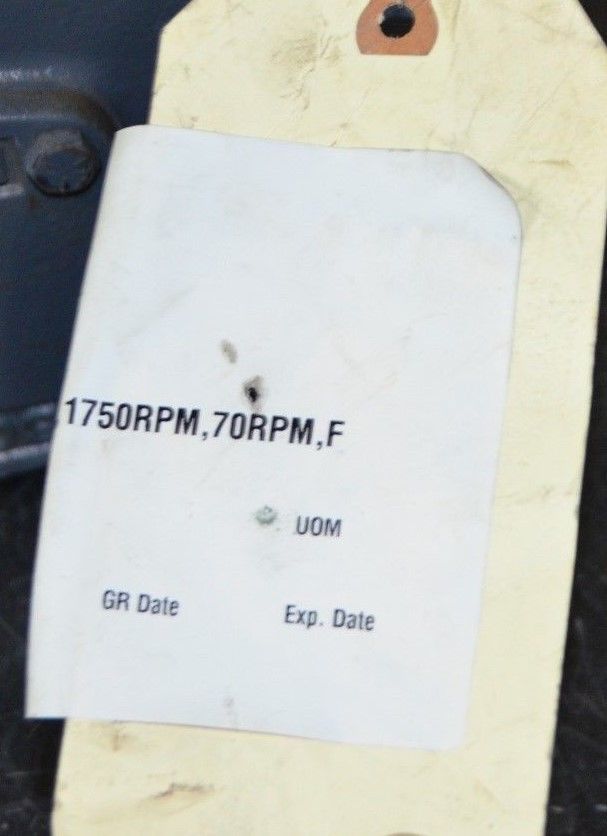 1750RPM,70RPM,F
UOM
GR Date Exp. Date